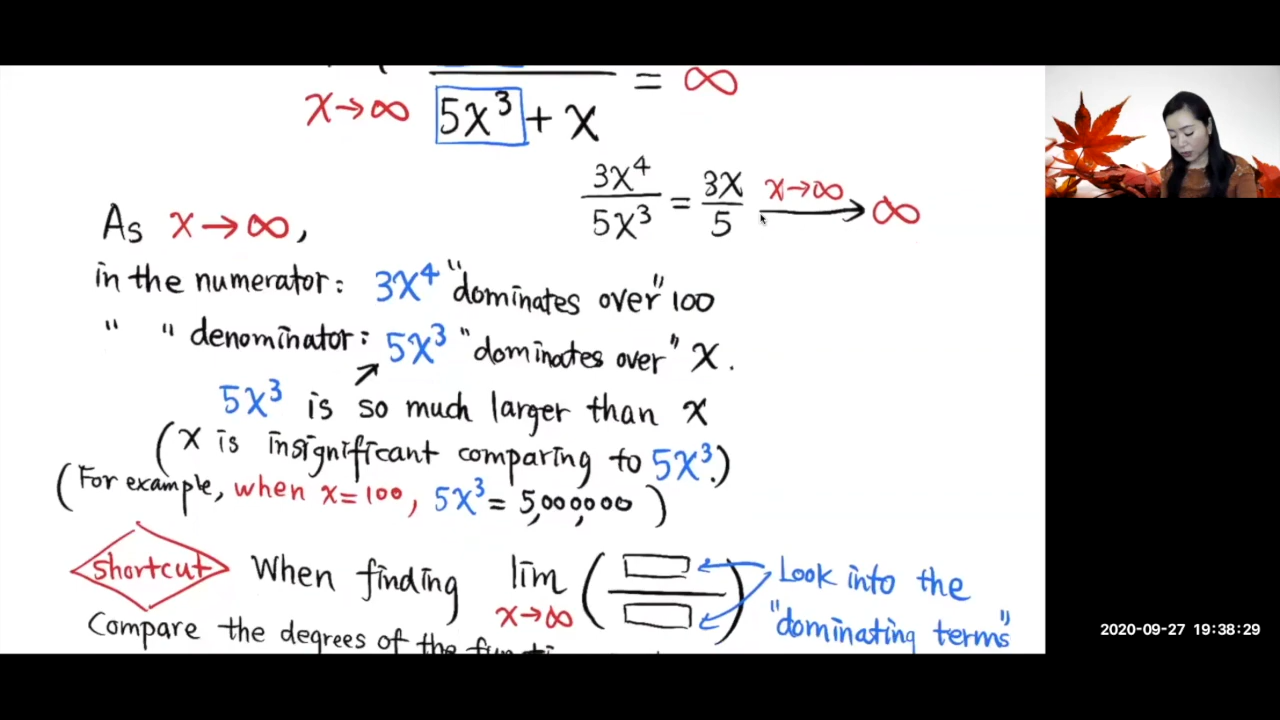 x→∞ 5x³ + x = ∞
3x⁴/5x³ = 3x/5 x→∞ ∞
As x→∞,
in the numerator: 3x⁴ "dominates over" 100
" " denominator: 5x³ "dominates over" x.
5x³ is so much larger than x
(x is insignificant comparing to 5x³.)
(For example, when x=100, 5x³ = 5,000,000)
shortcut When finding lim x→∞ (▭/▭) Look into the
"dominating terms"
Compare the degrees of the
2020-09-27 19:38:29